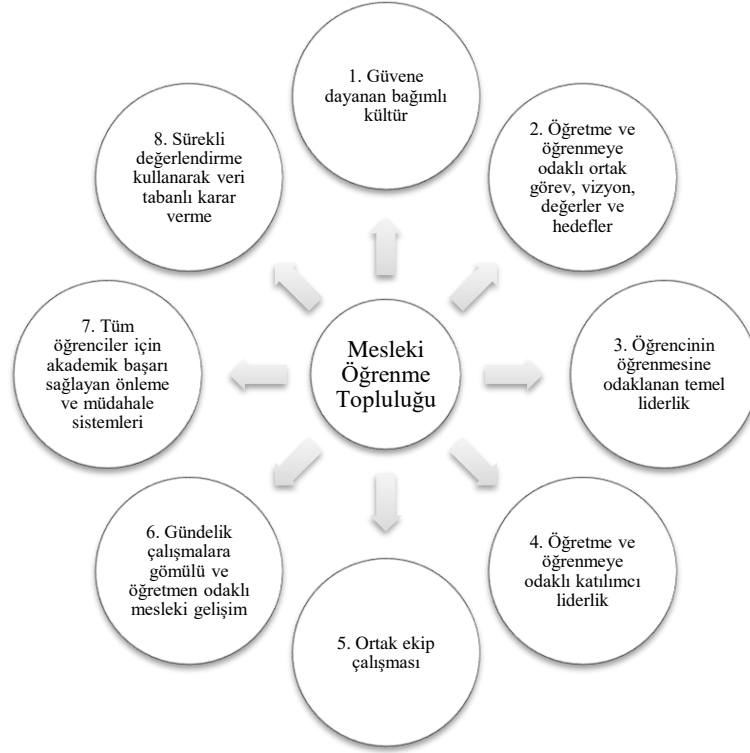 1. Güvene
dayanan bağımlı
kültür
2. Öğretme ve
öğrenmeye
odaklı ortak
görev, vizyon,
değerler ve
hedefler
3. Öğrencinin
öğrenmesine
odaklanan temel
liderlik
4. Öğretme ve
öğrenmeye
odaklı katılımcı
liderlik
5. Ortak ekip
çalışması
6. Gündelik
çalışmalara
gömülü ve
öğretmen odaklı
mesleki gelişim
7. Tüm
öğrenciler için
akademik başarı
sağlayan önleme
ve müdahale
sistemleri
8. Sürekli
değerlendirme
kullanarak veri
tabanlı karar
verme
Mesleki
Öğrenme
Topluluğu